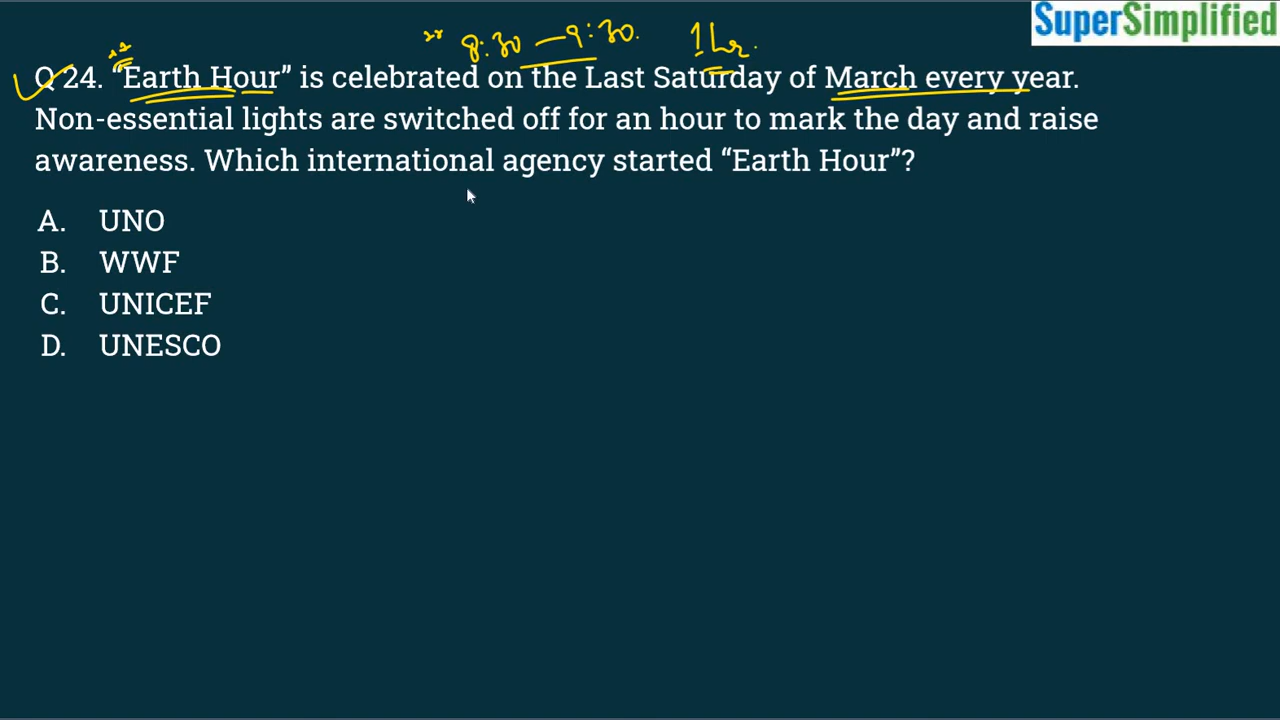 SuperSimplified
8:30 – 9:30. 1 hr.
Q 24. “Earth Hour” is celebrated on the Last Saturday of March every year.
Non-essential lights are switched off for an hour to mark the day and raise
awareness. Which international agency started “Earth Hour”?
A. UNO
B. WWF
C. UNICEF
D. UNESCO